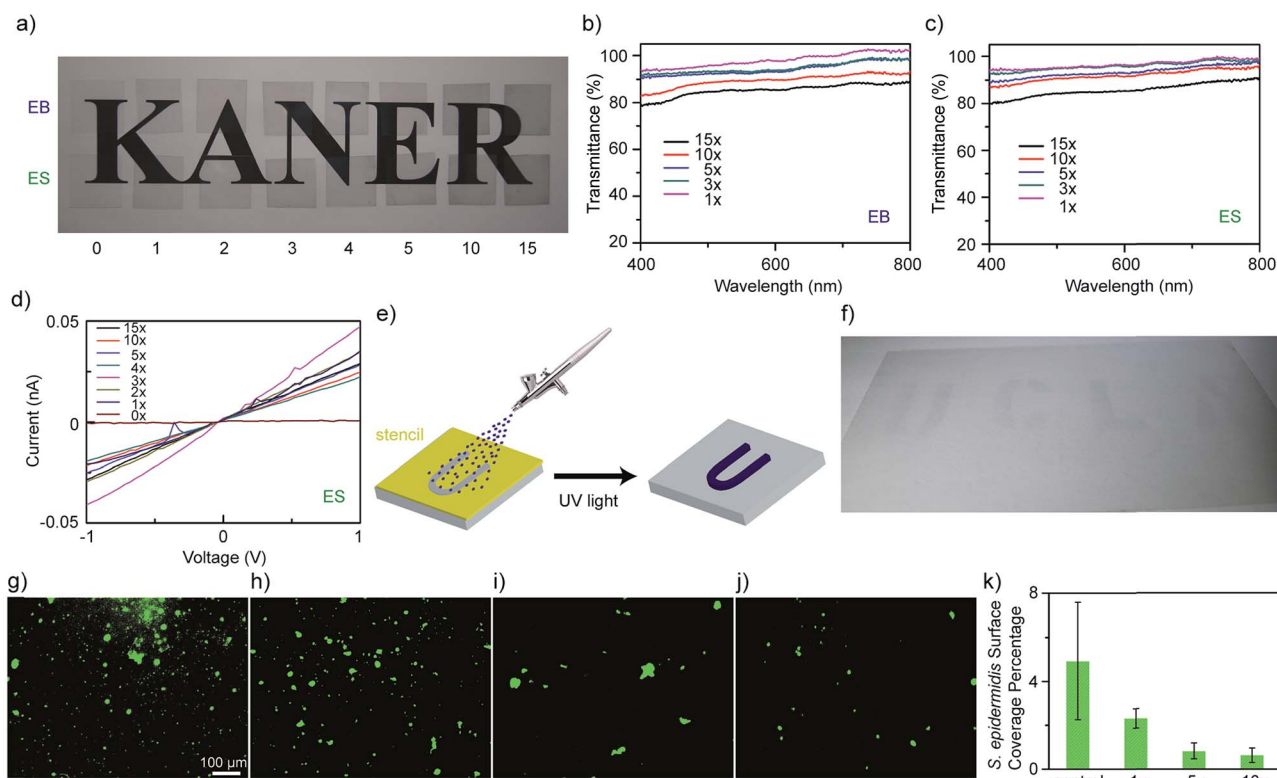 a)
EB
KANER
ES
0 1 2 3 4 5 10 15
b)
Transmittance (%)
100
80
60
40
20
15x
10x
5x
3x
1x
EB
400 600 800
Wavelength (nm)
c)
Transmittance (%)
100
80
60
40
20
15x
10x
5x
3x
1x
ES
400 600 800
Wavelength (nm)
d)
Current (nA)
0.05
0
-0.05
15x
10x
5x
4x
3x
2x
1x
0x
ES
-1 0 1
Voltage (V)
e)
stencil
UV light
U
f)
UCL
g)
100 µm
h)
i)
j)
k)
S. epidermidis Surface
Coverage Percentage
8
4
0